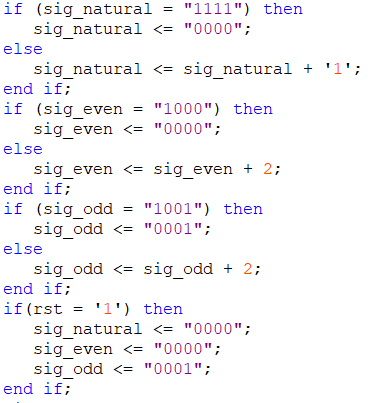 if (sig_natural = "1111") then
sig_natural <= "0000";
else
sig_natural <= sig_natural + '1';
end if;
if (sig_even = "1000") then
sig_even <= "0000";
else
sig_even <= sig_even + 2;
end if;
if (sig_odd = "1001") then
sig_odd <= "0001";
else
sig_odd <= sig_odd + 2;
end if;
if(rst = '1') then
sig_natural <= "0000";
sig_even <= "0000";
sig_odd <= "0001";
end if;